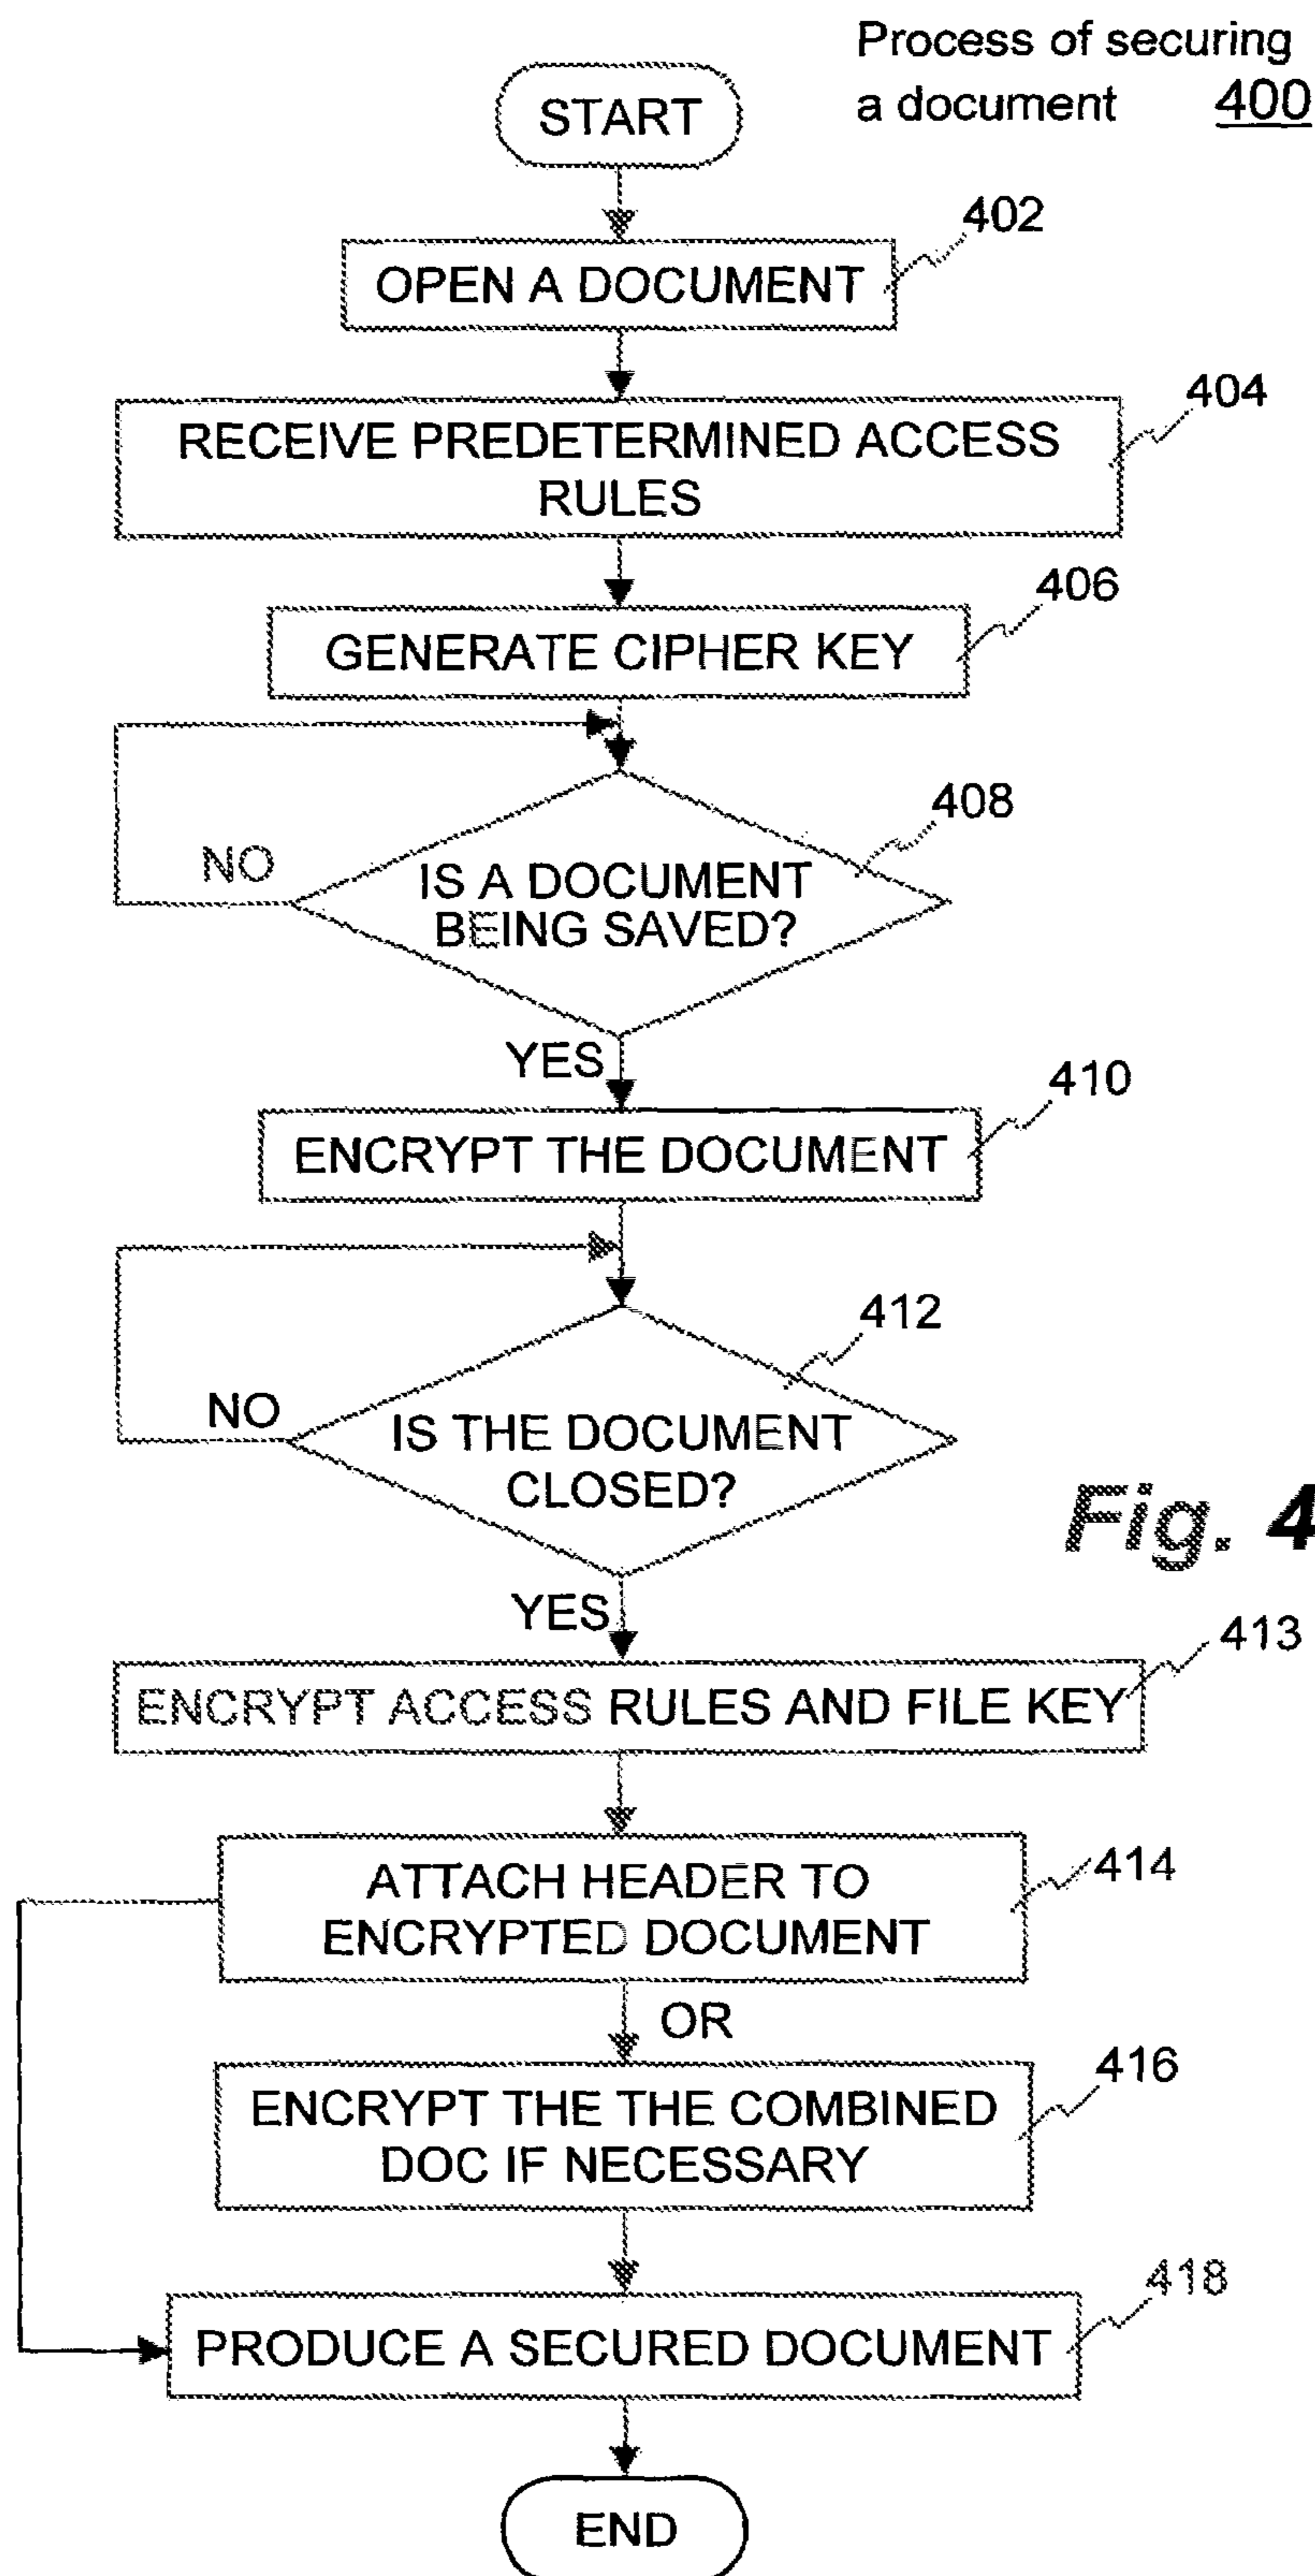 Process of securing
a document 400
START
402
OPEN A DOCUMENT
404
RECEIVE PREDETERMINED ACCESS
RULES
406
GENERATE CIPHER KEY
408
NO
IS A DOCUMENT
BEING SAVED?
YES
410
ENCRYPT THE DOCUMENT
412
NO
IS THE DOCUMENT
CLOSED?
Fig. 4
YES
413
ENCRYPT ACCESS RULES AND FILE KEY
414
ATTACH HEADER TO
ENCRYPTED DOCUMENT
OR
416
ENCRYPT THE THE COMBINED
DOC IF NECESSARY
418
PRODUCE A SECURED DOCUMENT
END